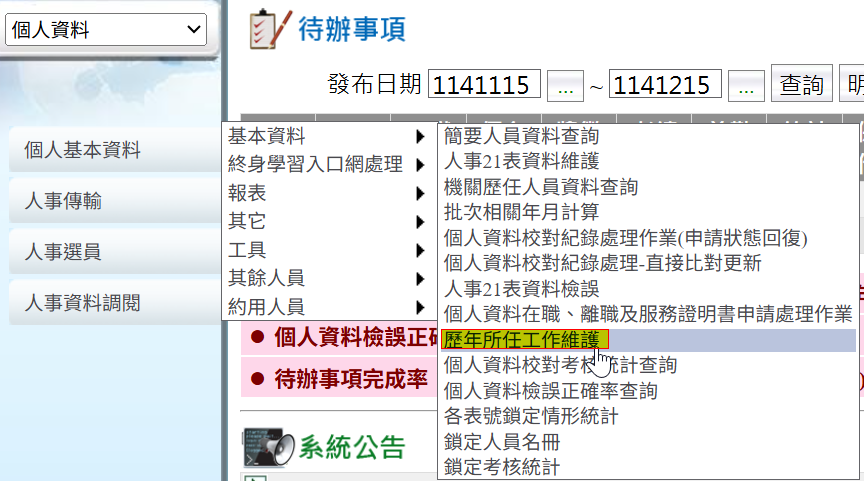 個人資料
待辦事項
發布日期 1141115 ... ~ 1141215 ... 查詢 明
個人基本資料
人事傳輸
人事選員
人事資料調閱
基本資料
終身學習入口網處理
報表
其它
工具
其餘人員
約用人員
簡要人員資料查詢
人事21表資料維護
機關歷任人員資料查詢
批次相關年月計算
個人資料校對紀錄處理作業(申請狀態回復)
個人資料校對紀錄處理-直接比對更新
人事21表資料檢誤
個人資料在職、離職及服務證明書申請處理作業
歷年所任工作維護
個人資料校對考核統計查詢
個人資料檢誤正確率查詢
各表號鎖定情形統計
鎖定人員名冊
鎖定考核統計
個人資料檢誤正確
待辦事項完成率
系統公告